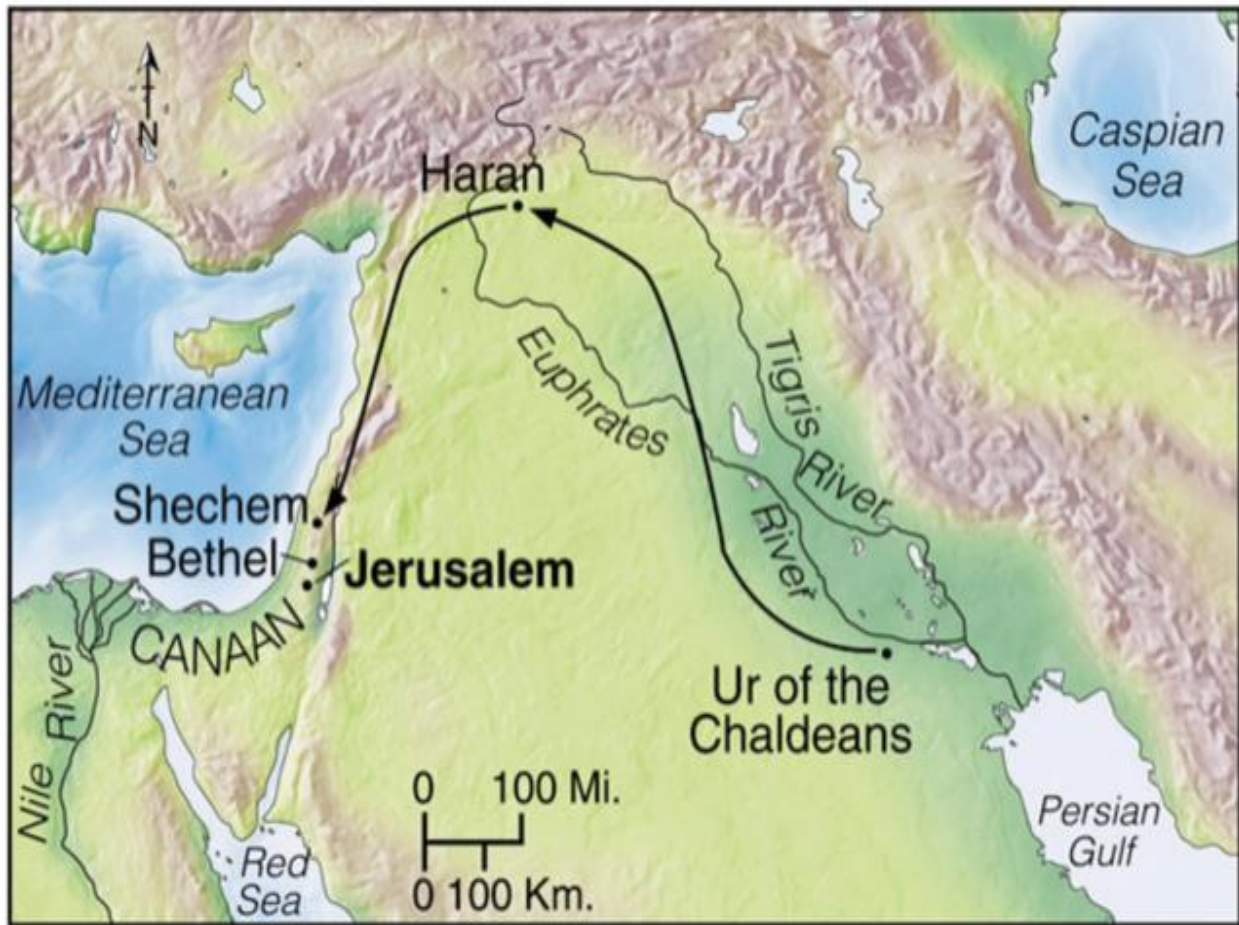 N
Caspian
Sea
Haran
Tigris
River
Euphrates
River
Mediterranean
Sea
Shechem
Bethel
Jerusalem
CANAAN
Ur of the
Chaldeans
Nile
River
0 100 Mi.
0 100 Km.
Red
Sea
Persian
Gulf